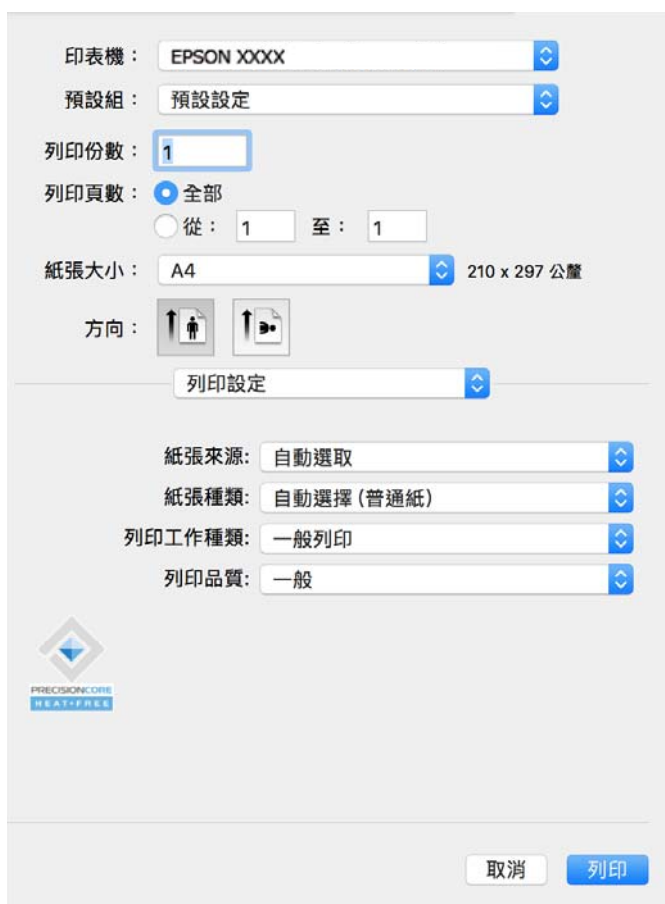 印表機： EPSON XXXX
預設組： 預設設定
列印份數： 1
列印頁數： 全部
從： 1 至： 1
紙張大小： A4 210 x 297 公釐
方向：
列印設定
紙張來源: 自動選取
紙張種類: 自動選擇 (普通紙)
列印工作種類: 一般列印
列印品質: 一般
PRECISIONCORE
HEAT-FREE
取消 列印